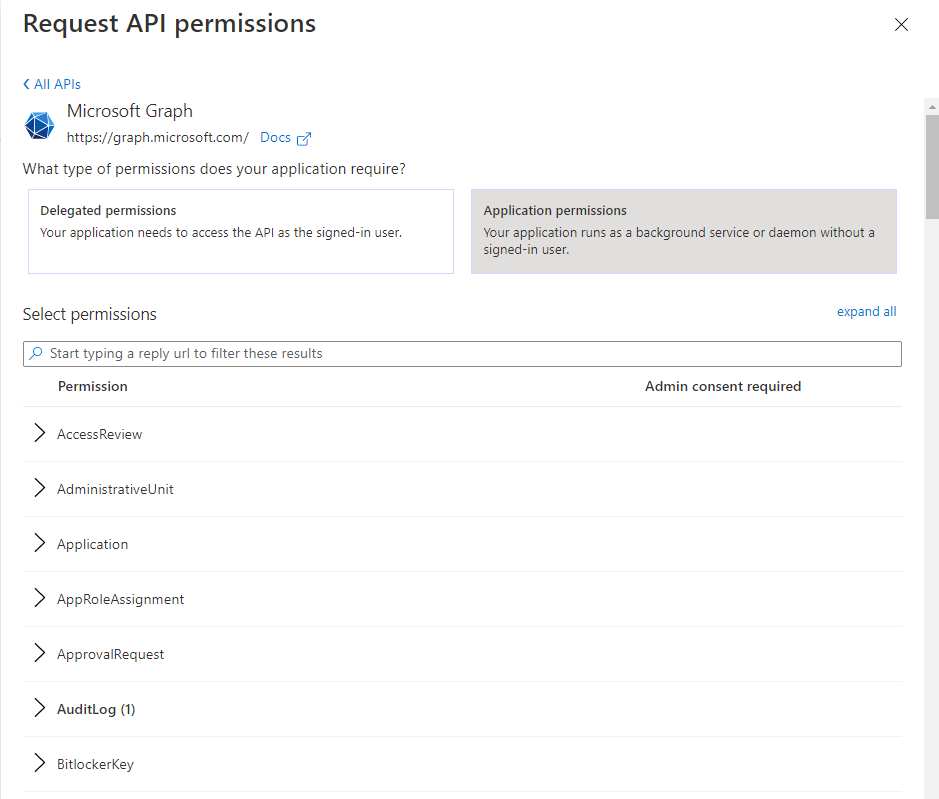 Request API permissions
All APIs
Microsoft Graph
https://graph.microsoft.com/ Docs
What type of permissions does your application require?
Delegated permissions
Your application needs to access the API as the signed-in user.
Application permissions
Your application runs as a background service or daemon without a
signed-in user.
Select permissions
expand all
Start typing a reply url to filter these results
Permission
Admin consent required
AccessReview
AdministrativeUnit
Application
AppRoleAssignment
ApprovalRequest
AuditLog (1)
BitlockerKey